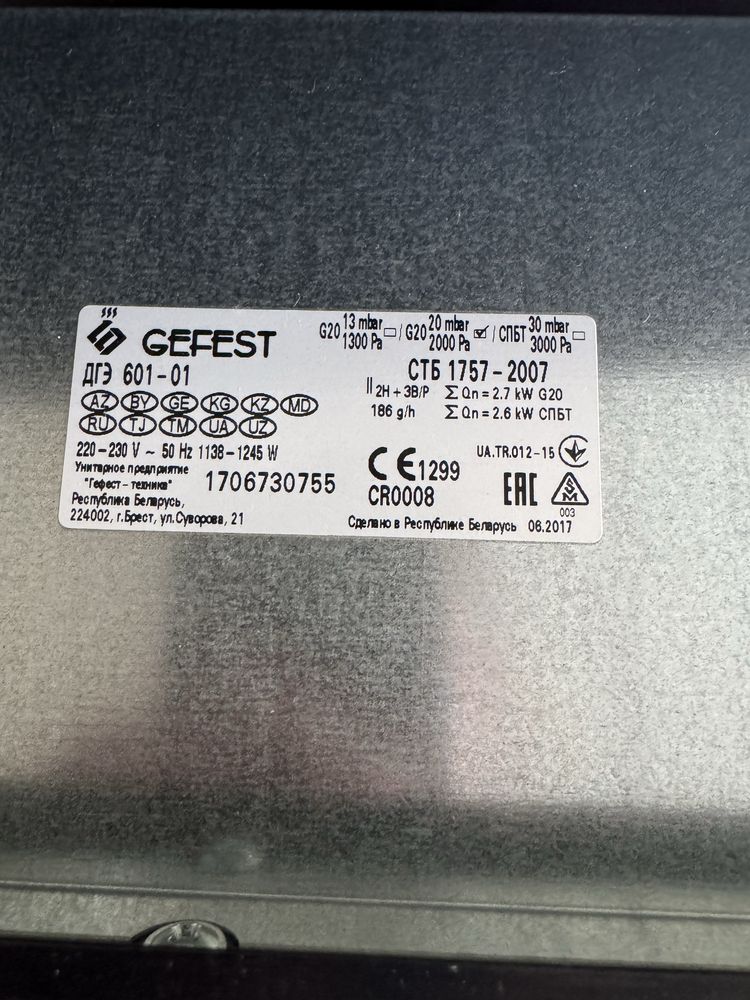 GEFEST
G20 13 mbar 1300 Pa / G20 20 mbar 2000 Pa / СПБТ 30 mbar 3000 Pa
ДГЭ 601-01
СТБ 1757-2007
AZ BY GE KG KZ MD
RU TJ TM UA UZ
II 2H + 3B/P Σ Qn = 2.7 kW G20
186 g/h Σ Qn = 2.6 kW СПБТ
220-230 V ~ 50 Hz 1138-1245 W
Унитарное предприятие
"Гефест-техника"
Республика Беларусь,
224002, г.Брест, ул.Суворова, 21
1706730755
CE 1299
CR0008
UA.TR.012-15
EAC
003
Сделано в Республике Беларусь 06.2017